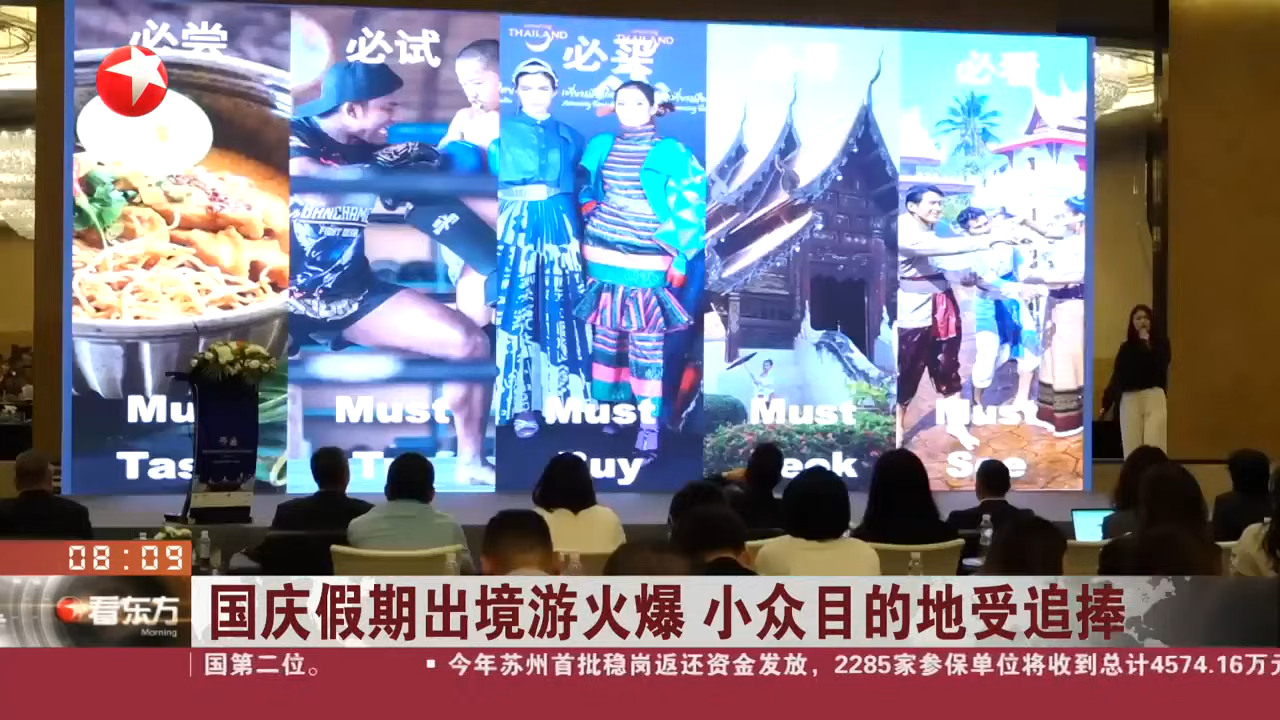 必尝
必试
THAILAND
必买
THAILAND
必看
Must
Must
Must
Must
Buy
See
08:09
看东方
Morning
国庆假期出境游火爆 小众目的地受追捧
国第二位。
今年苏州首批稳岗返还资金发放，2285家参保单位将收到总计4574.16万元